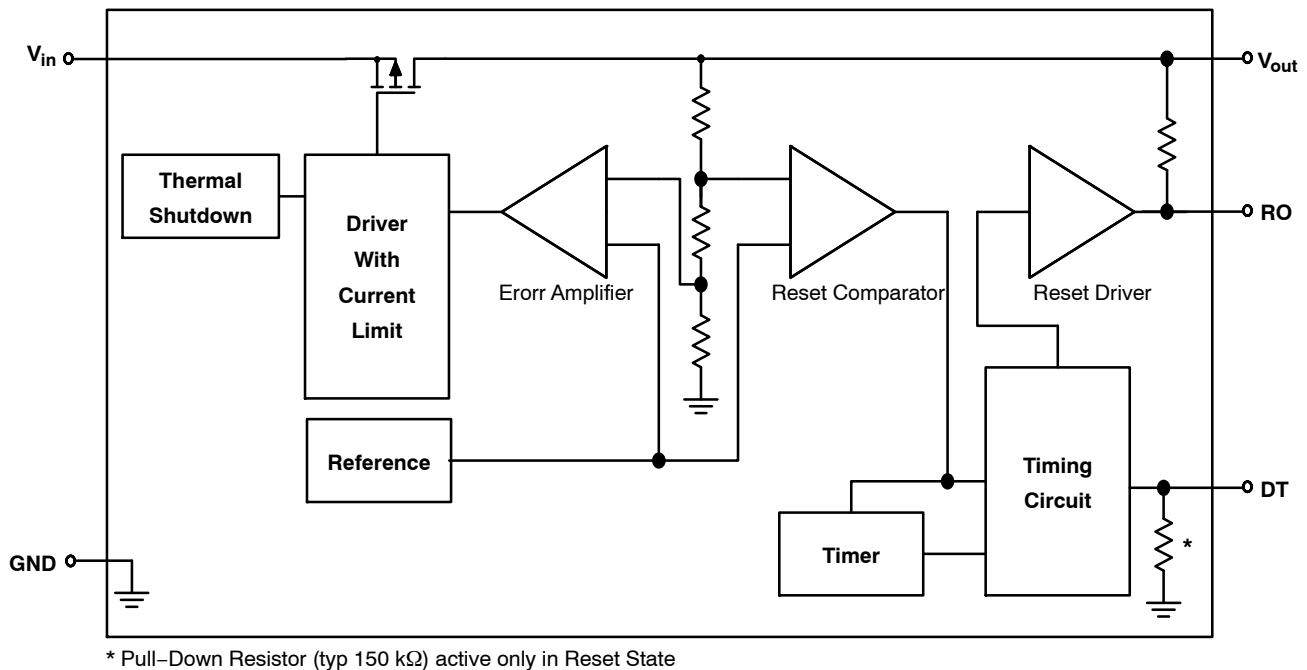 Vin
Vout
Thermal
Shutdown
Driver
With
Current
Limit
Erorr Amplifier
Reset Comparator
Reset Driver
RO
Reference
Timing
Circuit
DT
Timer
*
GND
* Pull−Down Resistor (typ 150 kΩ) active only in Reset State